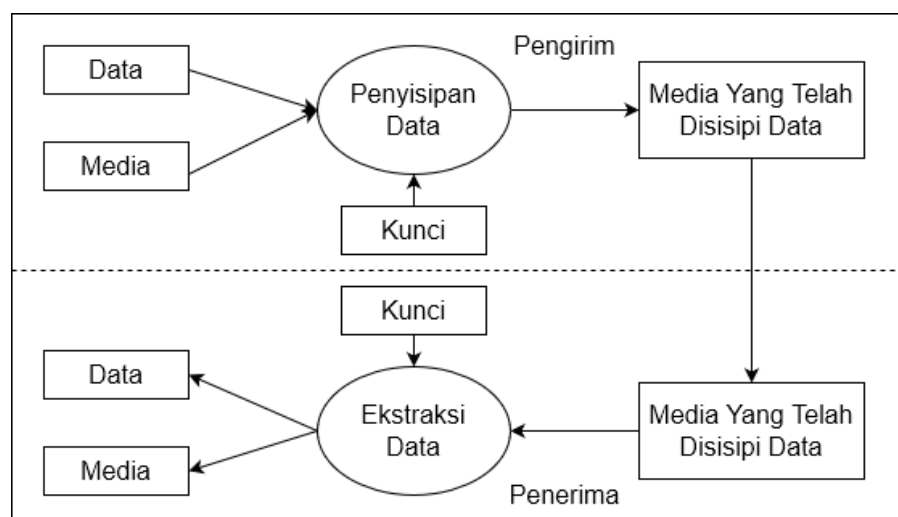 Data
Media
Penyisipan
Data
Kunci
Pengirim
Media Yang Telah
Disisipi Data
Kunci
Data
Media
Ekstraksi
Data
Media Yang Telah
Disisipi Data
Penerima